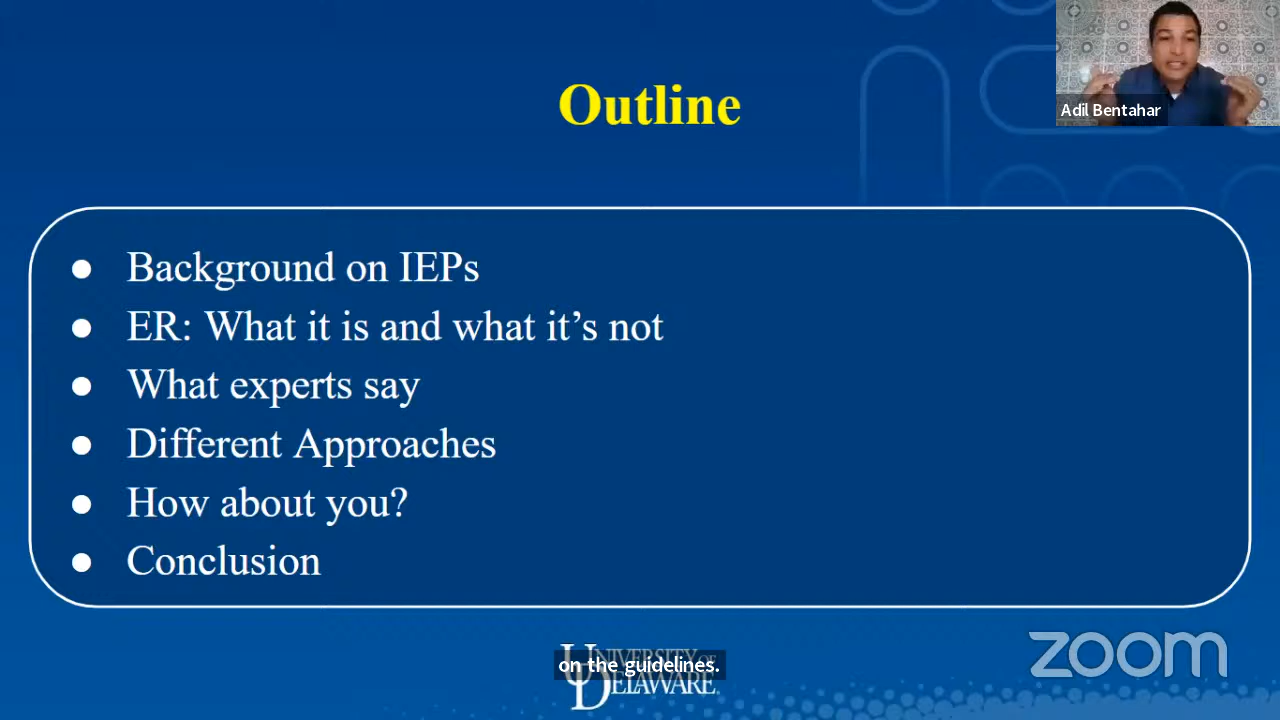 Outline
Adil Bentahar
Background on IEPs
ER: What it is and what it’s not
What experts say
Different Approaches
How about you?
Conclusion
UNIVERSITY OF
DELAWARE
on the guidelines.
zoom